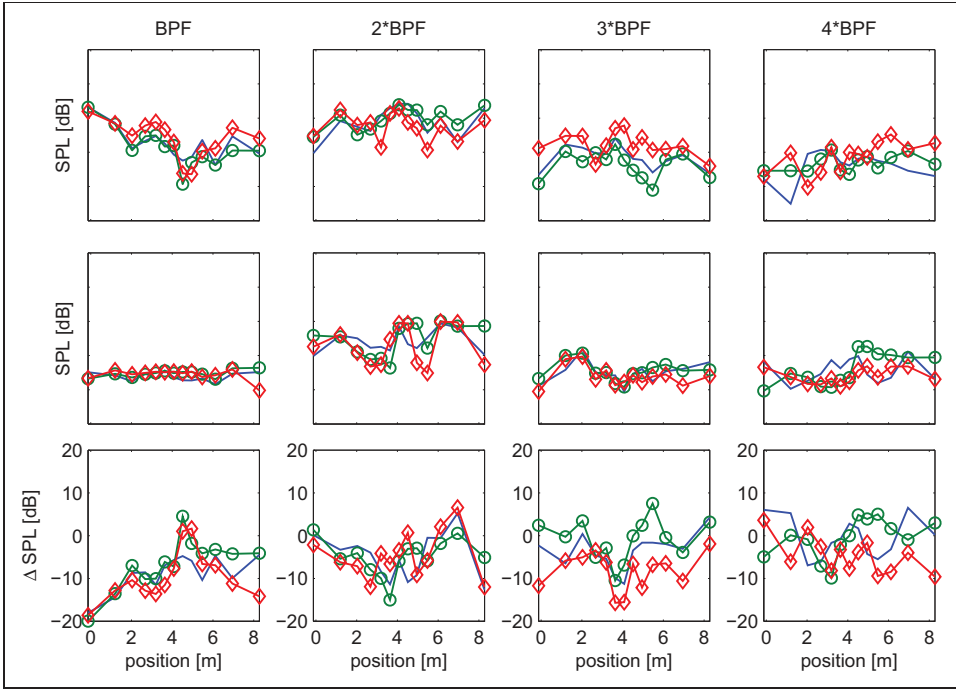 BPF 2*BPF 3*BPF 4*BPF
SPL [dB]
SPL [dB]
Δ SPL [dB]
20 20 20 20
10 10 10 10
0 0 0 0
−10 −10 −10 −10
−20 −20 −20 −20
0 2 4 6 8 0 2 4 6 8 0 2 4 6 8 0 2 4 6 8
position [m] position [m] position [m] position [m]